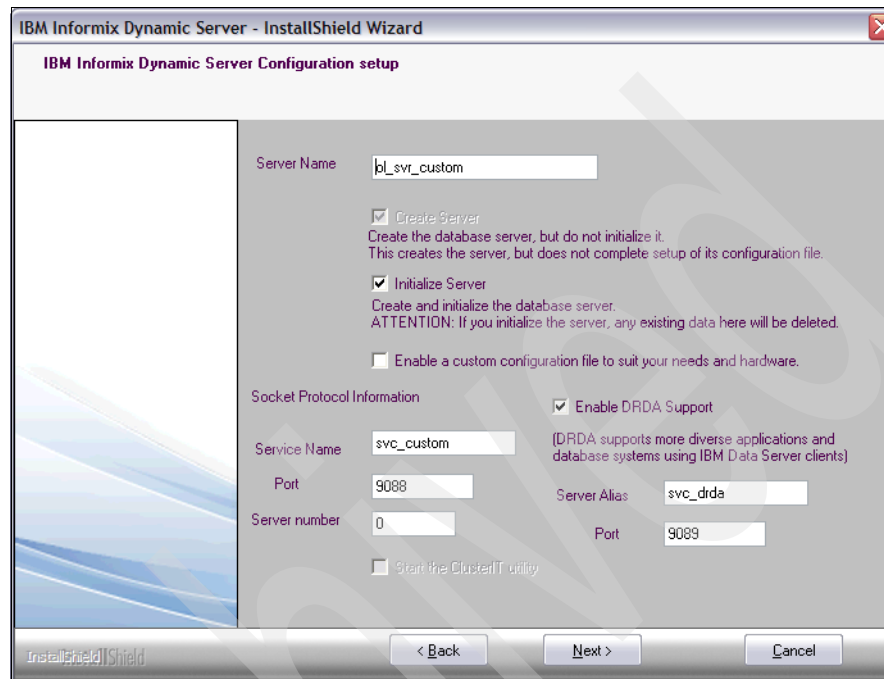 IBM Informix Dynamic Server - InstallShield Wizard
IBM Informix Dynamic Server Configuration setup
Server Name
ol_svr_custom
Create Server
Create the database server, but do not initialize it.
This creates the server, but does not complete setup of its configuration file.
Initialize Server
Create and initialize the database server.
ATTENTION: If you initialize the server, any existing data here will be deleted.
Enable a custom configuration file to suit your needs and hardware.
Socket Protocol Information
Enable DRDA Support
(DRDA supports more diverse applications and
database systems using IBM Data Server clients)
Service Name
svc_custom
Port
9088
Server Alias
svc_drda
Server number
0
Port
9089
Start the ClusterIT utility
InstallShield
< Back
Next >
Cancel